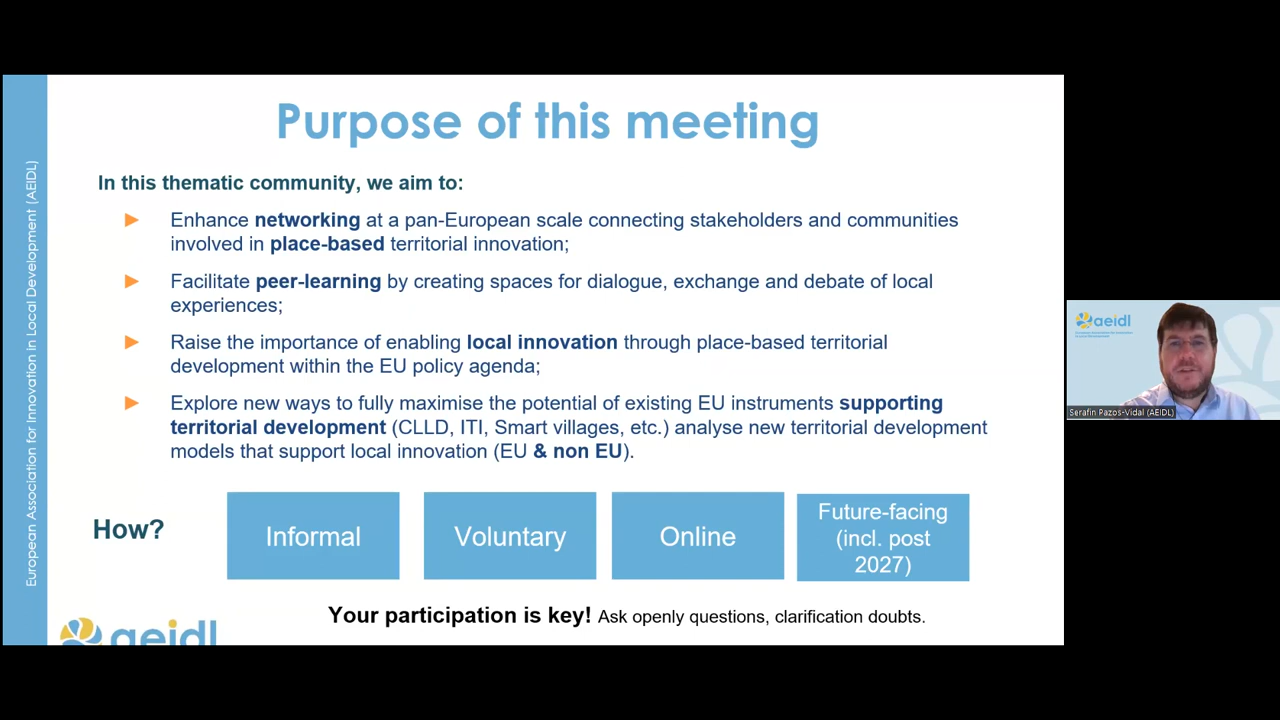 Purpose of this meeting
European Association for Innovation in Local Development (AEIDL)
In this thematic community, we aim to:
Enhance networking at a pan-European scale connecting stakeholders and communities
involved in place-based territorial innovation;
Facilitate peer-learning by creating spaces for dialogue, exchange and debate of local
experiences;
Raise the importance of enabling local innovation through place-based territorial
development within the EU policy agenda;
Explore new ways to fully maximise the potential of existing EU instruments supporting
territorial development (CLLD, ITI, Smart villages, etc.) analyse new territorial development
models that support local innovation (EU & non EU).
How?
Informal
Voluntary
Online
Future-facing
(incl. post
2027)
Your participation is key! Ask openly questions, clarification doubts.
aeidl
aeidl
Serafin Pazos-Vidal (AEIDL)